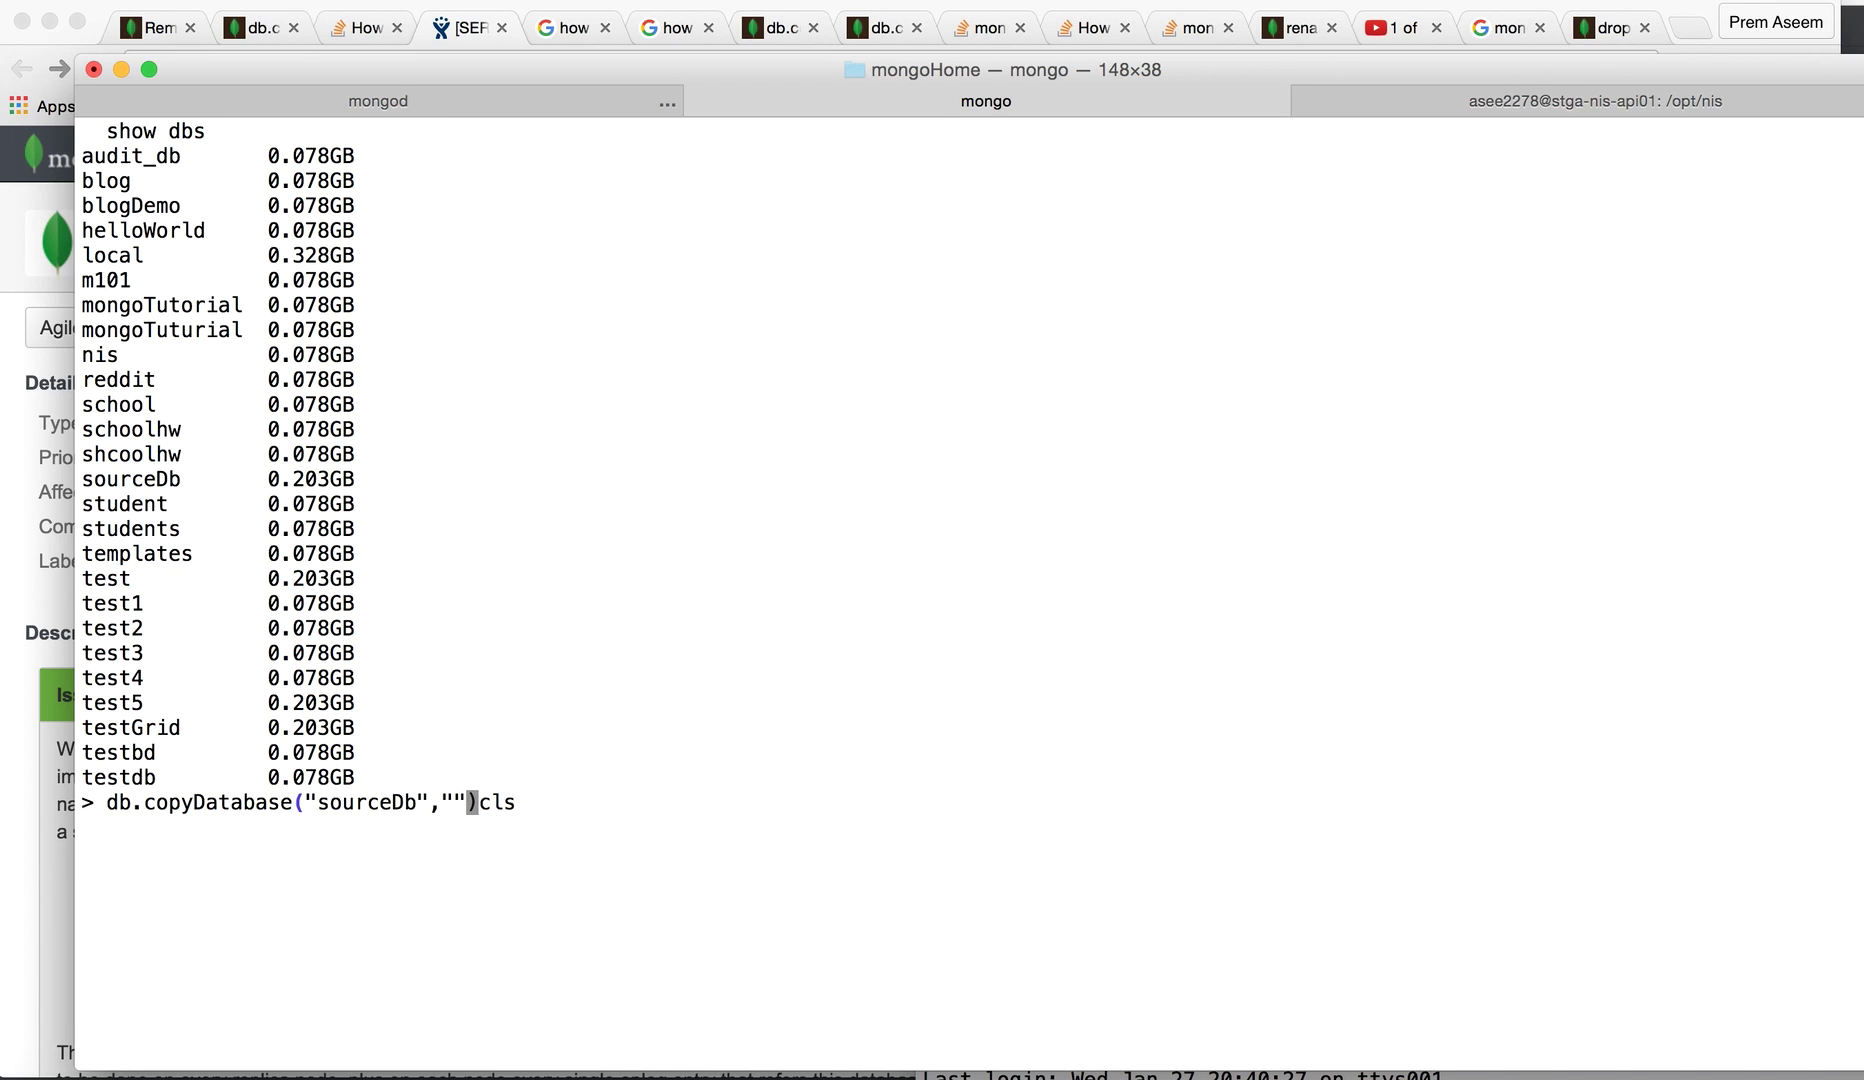 Rem
db.c
How
[SER
how
how
db.c
db.c
mon
How
mon
rena
1 of
mon
drop
Prem Aseem
mongoHome — mongo — 148×38
Apps
mongod
...
mongo
asee2278@stga-nis-api01: /opt/nis
show dbs
audit_db 0.078GB
blog 0.078GB
blogDemo 0.078GB
helloWorld 0.078GB
local 0.328GB
m101 0.078GB
mongoTutorial 0.078GB
mongoTuturial 0.078GB
nis 0.078GB
reddit 0.078GB
school 0.078GB
schoolhw 0.078GB
shcoolhw 0.078GB
sourceDb 0.203GB
student 0.078GB
students 0.078GB
templates 0.078GB
test 0.203GB
test1 0.078GB
test2 0.078GB
test3 0.078GB
test4 0.078GB
test5 0.203GB
testGrid 0.203GB
testbd 0.078GB
testdb 0.078GB
> db.copyDatabase("sourceDb","")cls
Agil
Detail
Type
Prio
Affe
Com
Labe
Descr
Is
W
im
na
a s
Th
Last login: Wed Jan 27 20:40:27 on ttys001